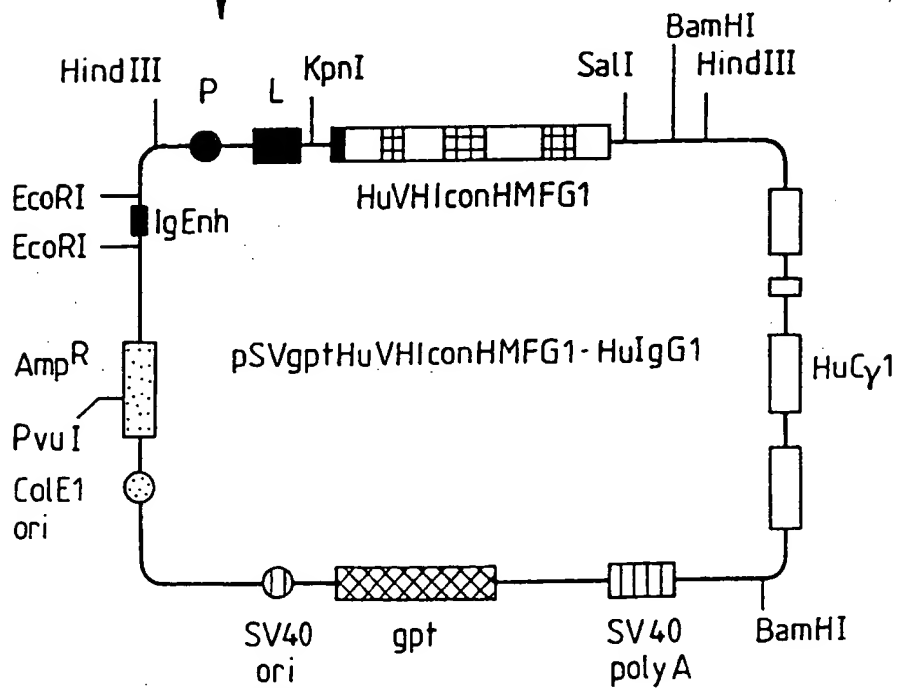 BamHI
HindIII
P
L
KpnI
SalI
HindIII
HuVHIconHMFG1
EcoRI
IgEnh
EcoRI
AmpR
pSVgptHuVHIconHMFG1-HuIgG1
HuCγ1
PvuI
ColE1
ori
SV40
ori
gpt
SV40
poly A
BamHI